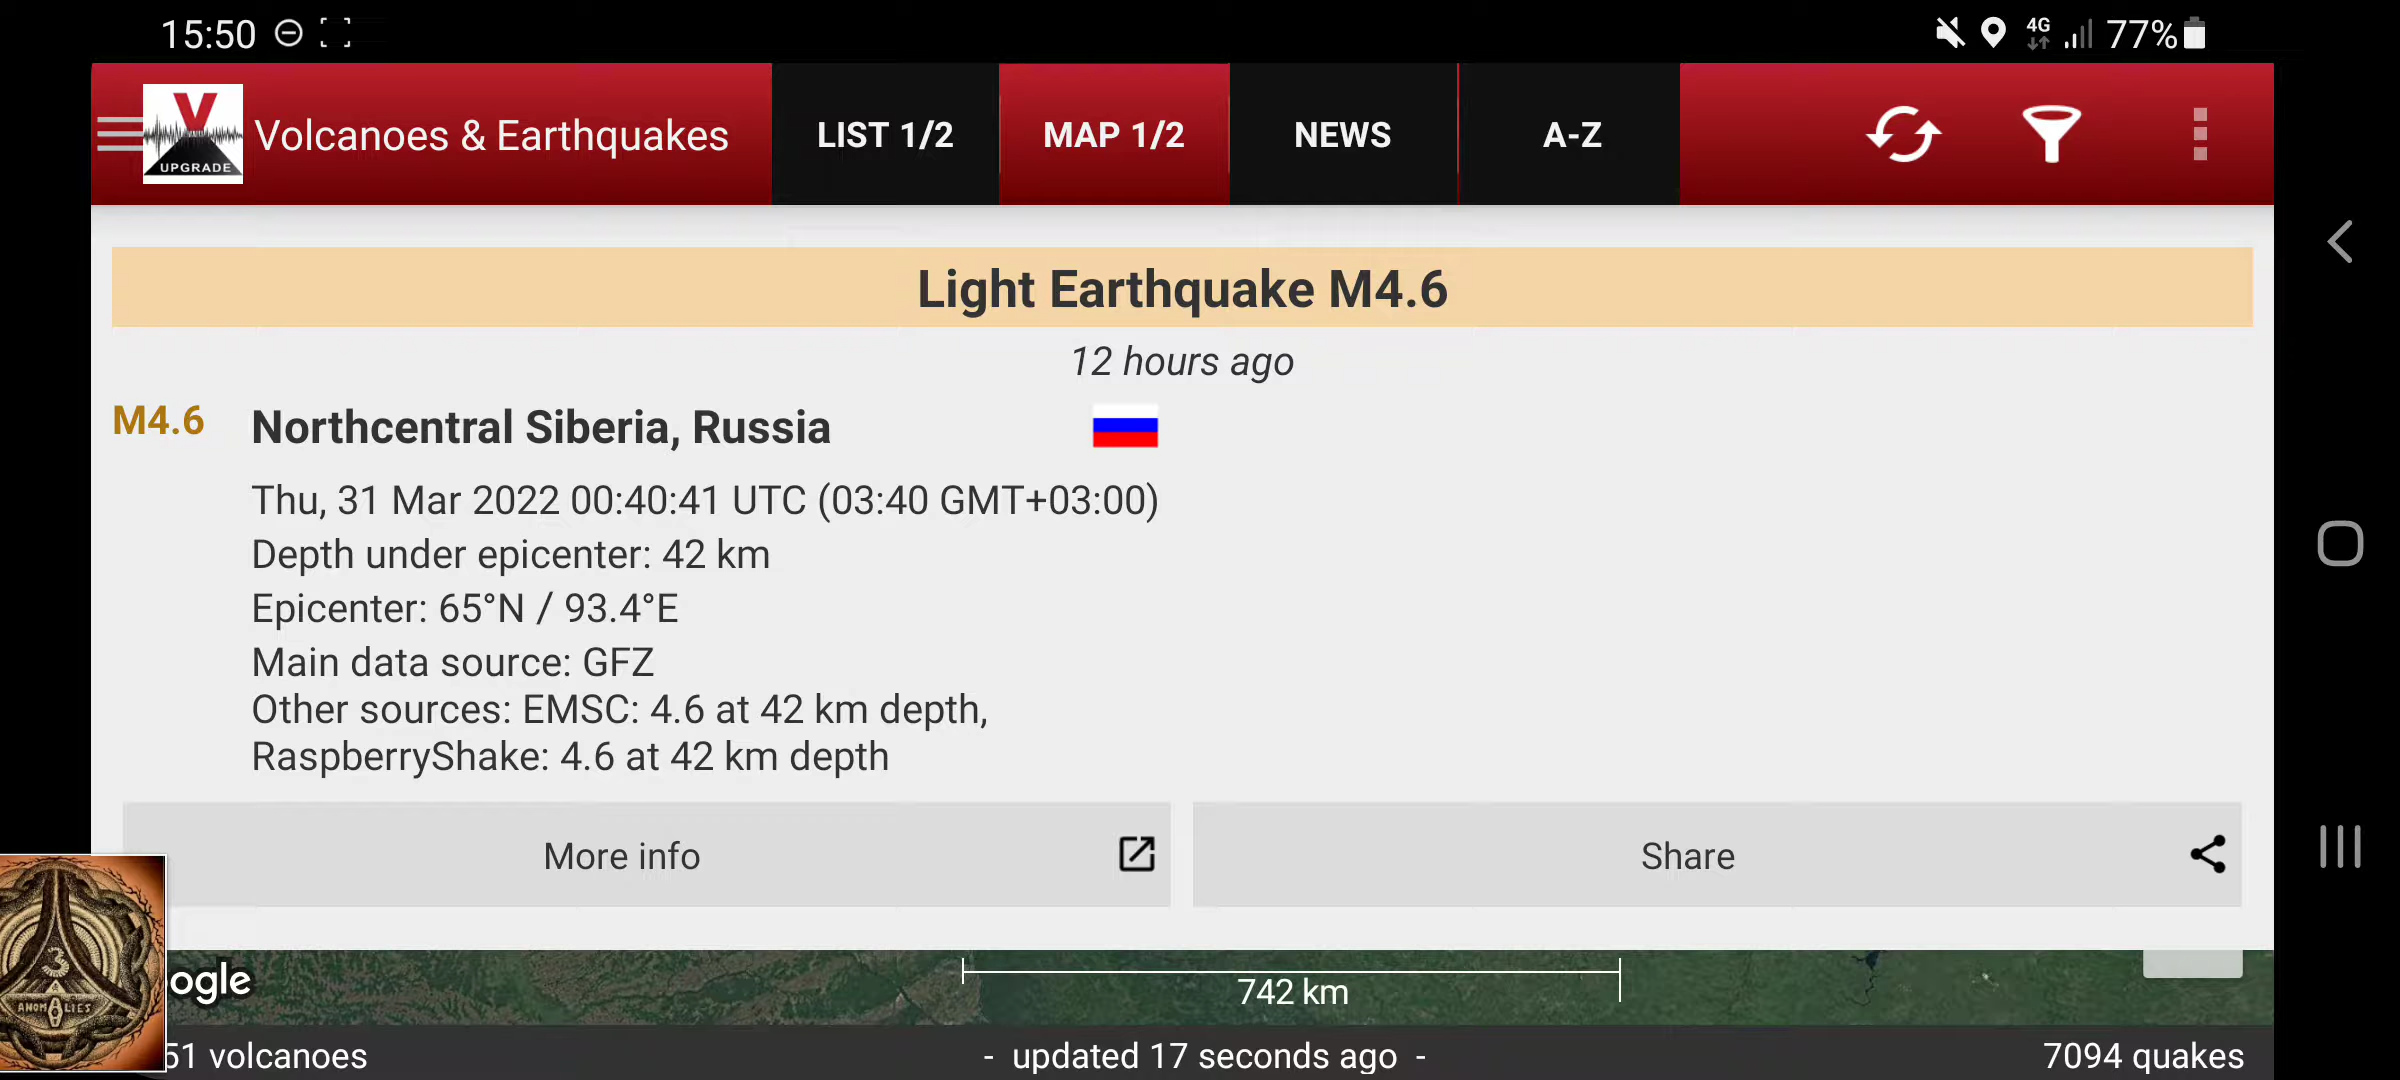 15:50 4G 77%
V
UPGRADE
Volcanoes & Earthquakes LIST 1/2 MAP 1/2 NEWS A-Z
Light Earthquake M4.6
12 hours ago
M4.6 Northcentral Siberia, Russia
Thu, 31 Mar 2022 00:40:41 UTC (03:40 GMT+03:00)
Depth under epicenter: 42 km
Epicenter: 65°N / 93.4°E
Main data source: GFZ
Other sources: EMSC: 4.6 at 42 km depth,
RaspberryShake: 4.6 at 42 km depth
More info Share
ogle
742 km
ANOMALIES
51 volcanoes - updated 17 seconds ago - 7094 quakes